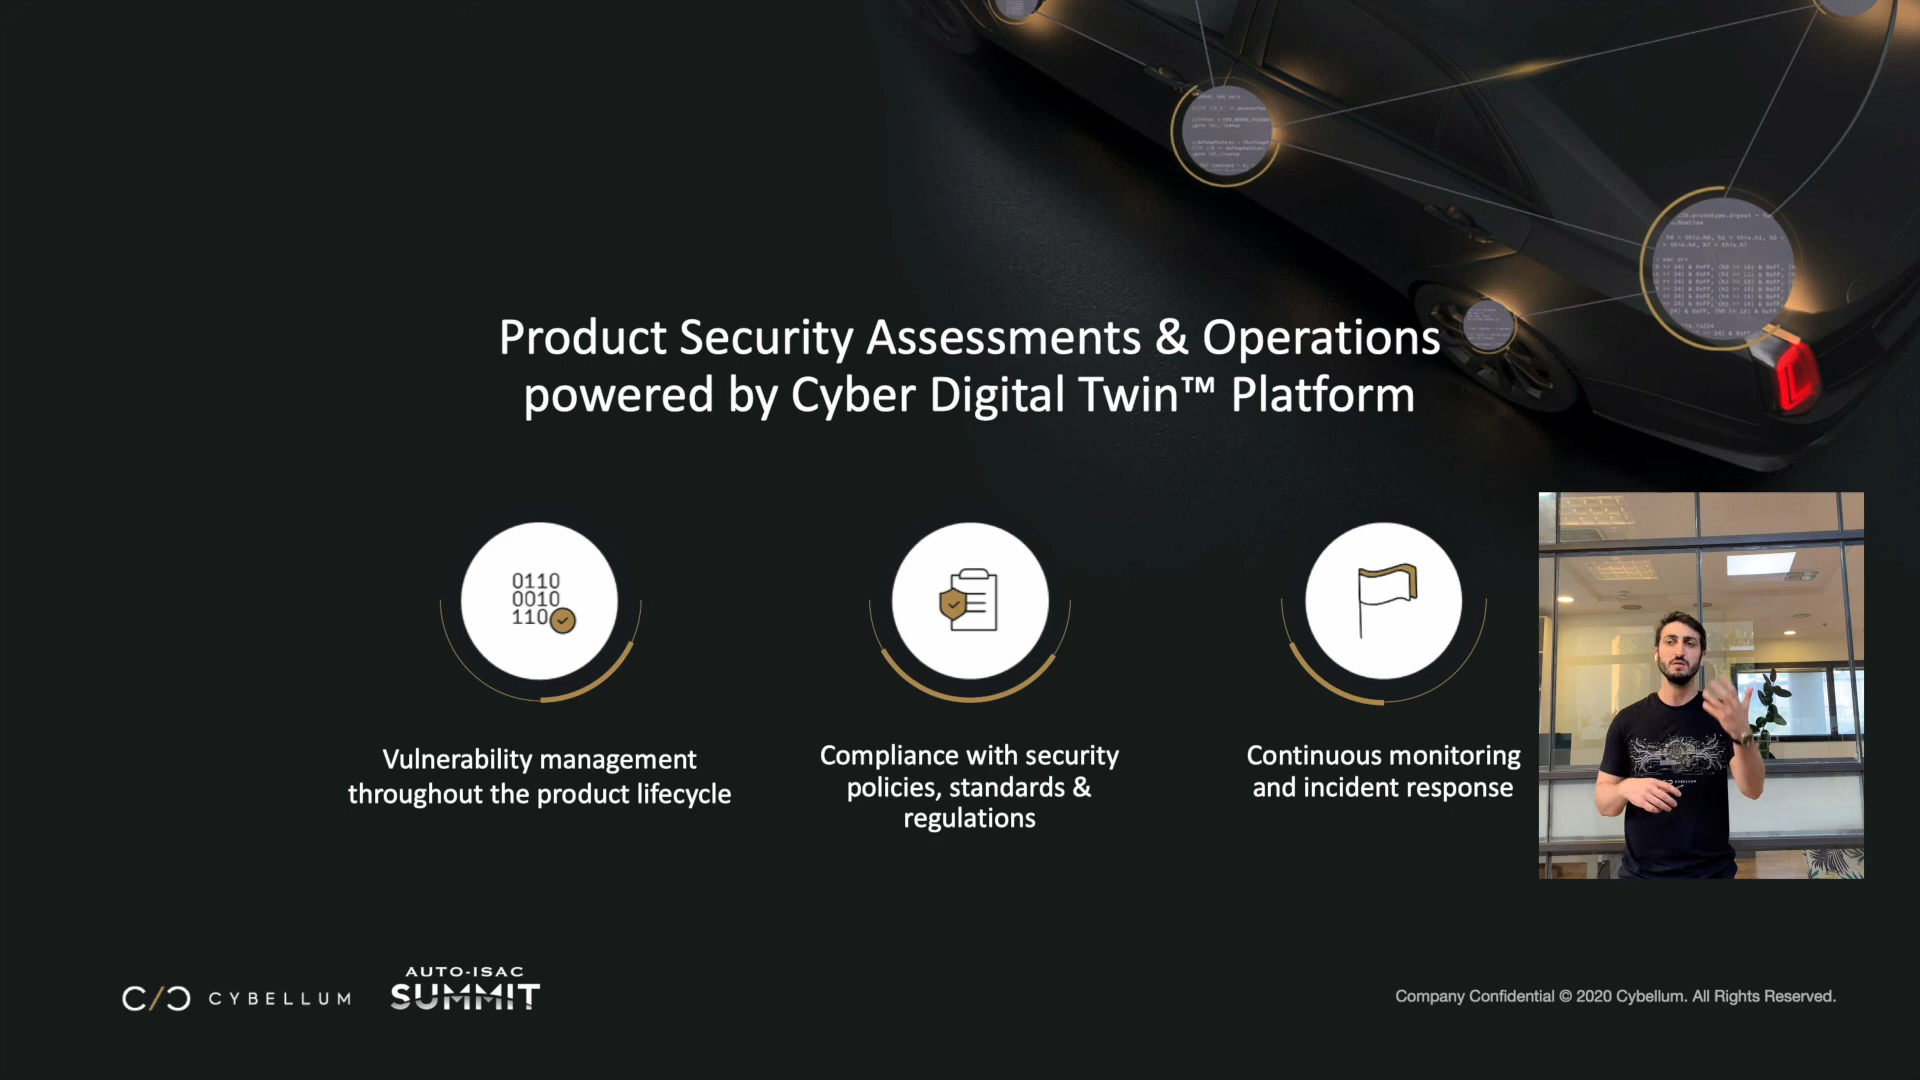 Product Security Assessments & Operations
powered by Cyber Digital Twin™ Platform
0110
0010
110
Vulnerability management
throughout the product lifecycle
Compliance with security
policies, standards &
regulations
Continuous monitoring
and incident response
CYBELLUM
C/Ɔ CYBELLUM
AUTO-ISAC
SUMMIT
Company Confidential © 2020 Cybellum. All Rights Reserved.